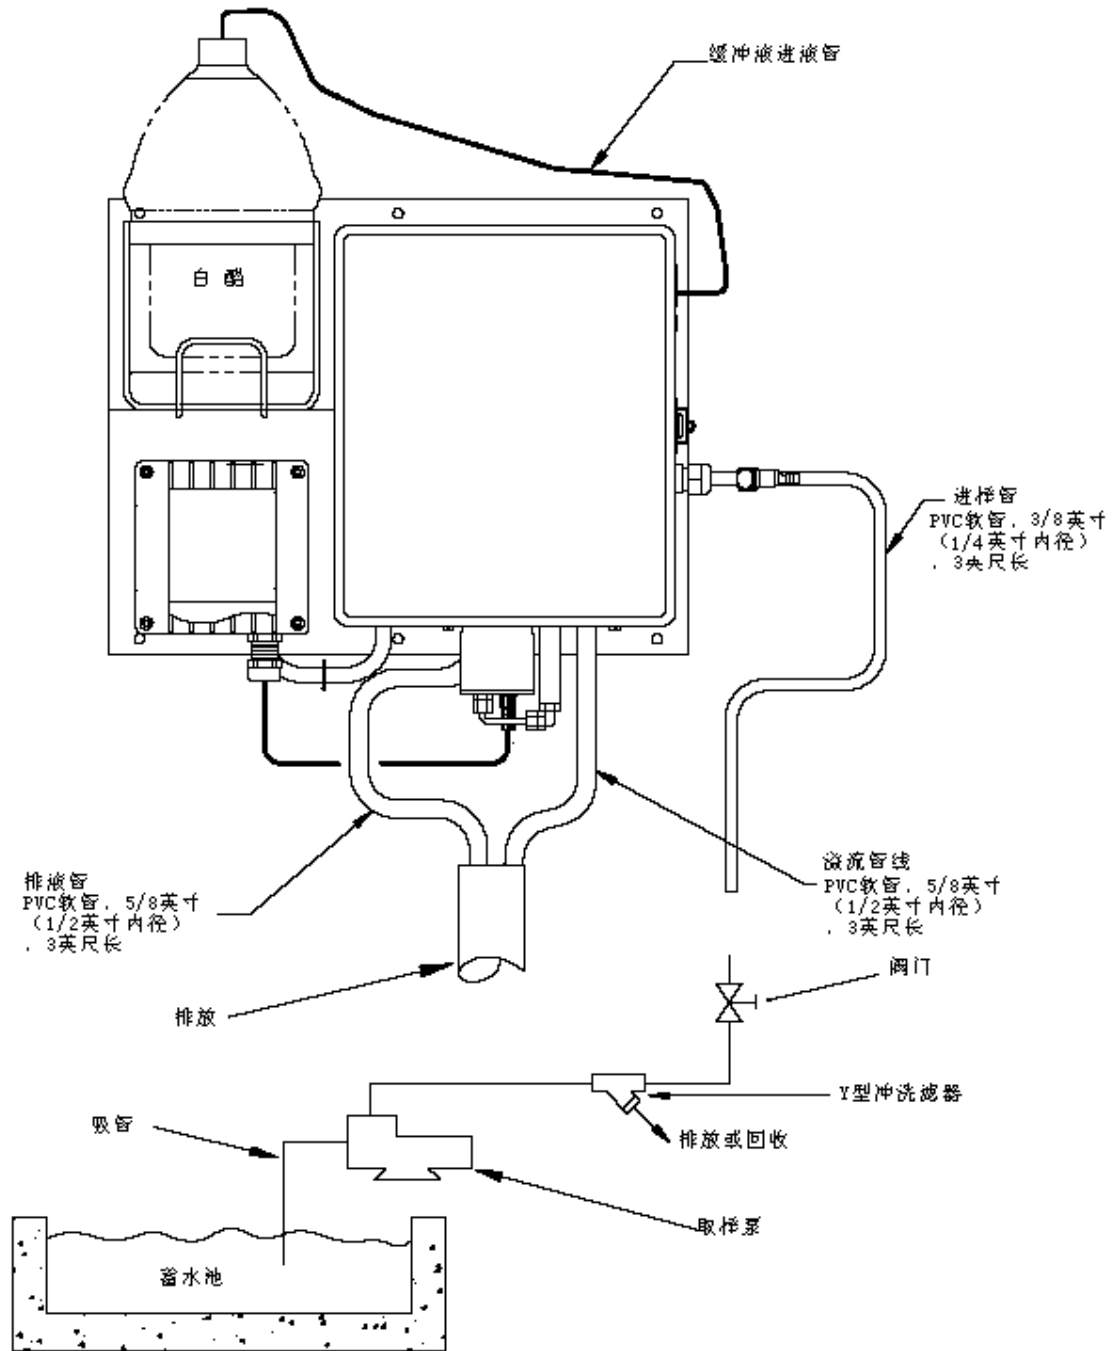 缓冲液进液管
白 醋
进样管
PVC软管．3/8英寸
（1/4英寸内径）
．3英尺长
排液管
PVC软管．5/8英寸
（1/2英寸内径）
．3英尺长
溢流管线
PVC软管．5/8英寸
（1/2英寸内径）
．3英尺长
阀门
排放
Y型冲洗滤器
吸管
排放或回收
取样泵
蓄水池